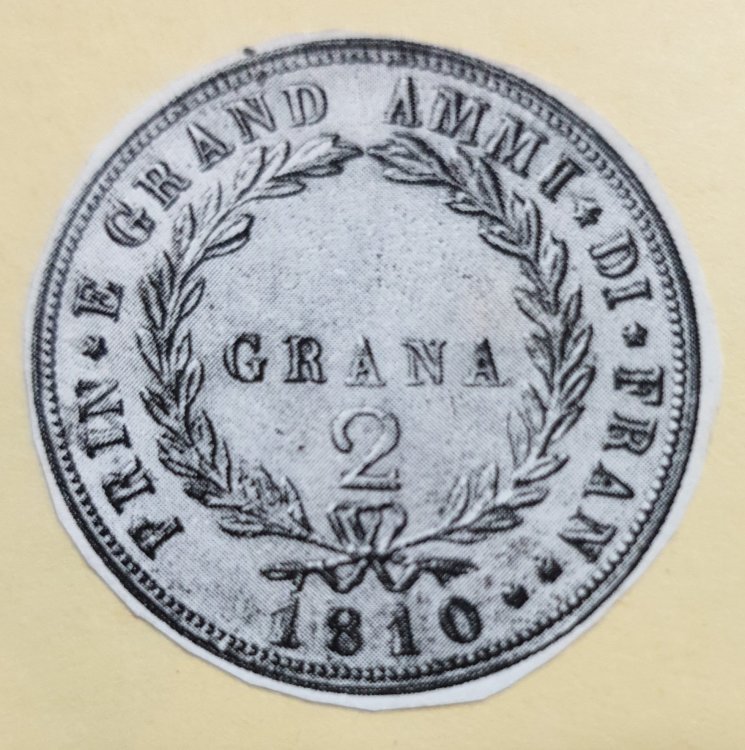 PRIN · E GRAND AMMI · DI · FRAN · ·
GRANA
2
1810